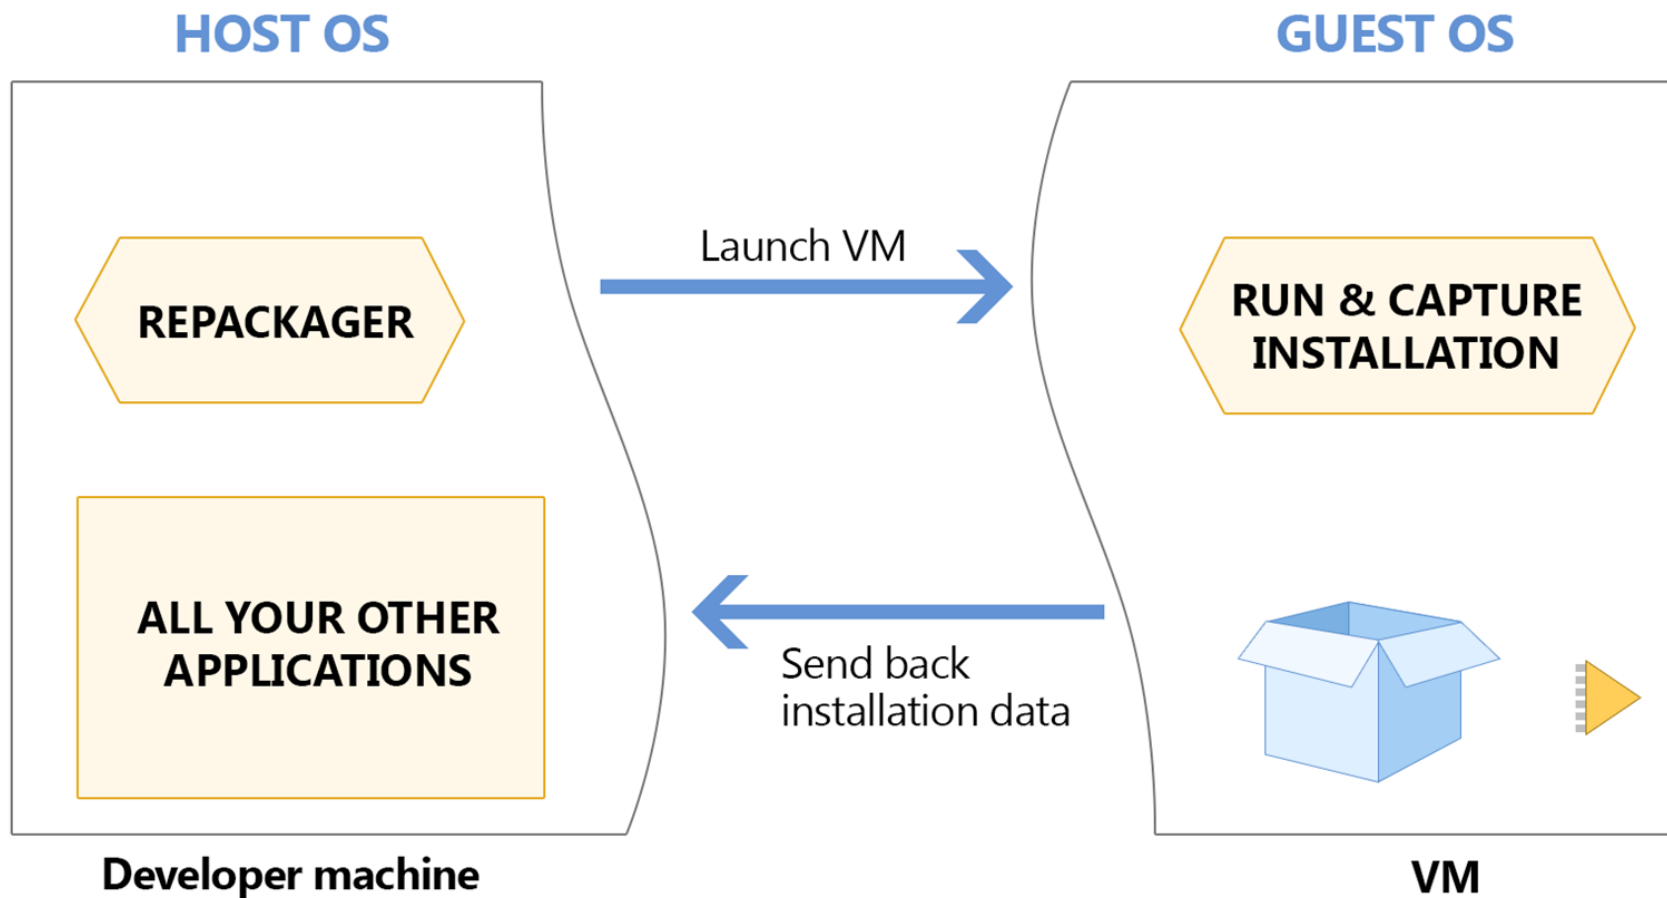 HOST OS
GUEST OS
Launch VM
REPACKAGER
RUN & CAPTURE
INSTALLATION
ALL YOUR OTHER
APPLICATIONS
Send back
installation data
Developer machine
VM